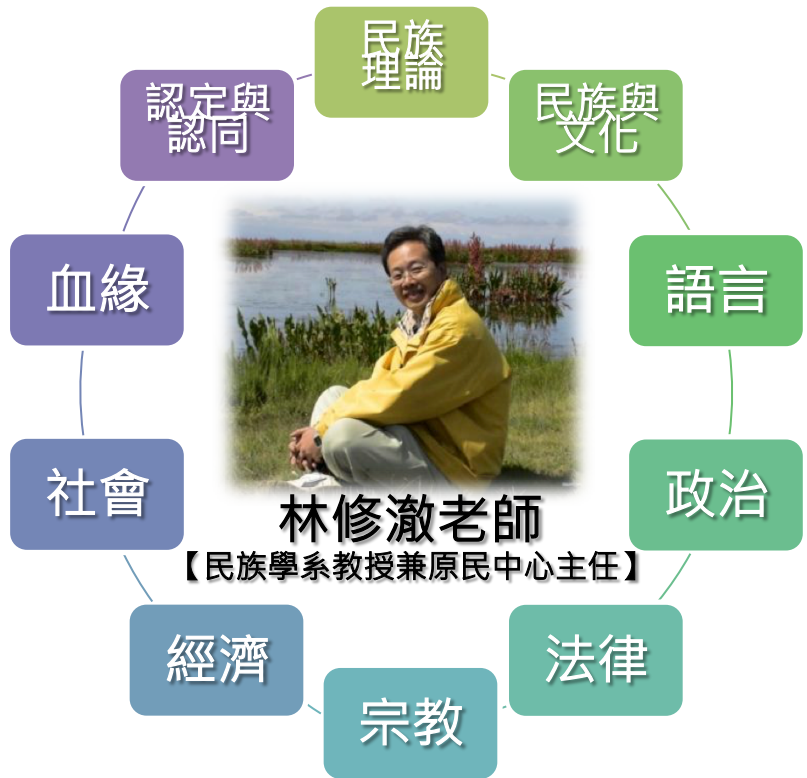 民族
理論
民族與
文化
語言
政治
法律
宗教
經濟
社會
血緣
認定與
認同
林修澈老師
【民族學系教授兼原民中心主任】